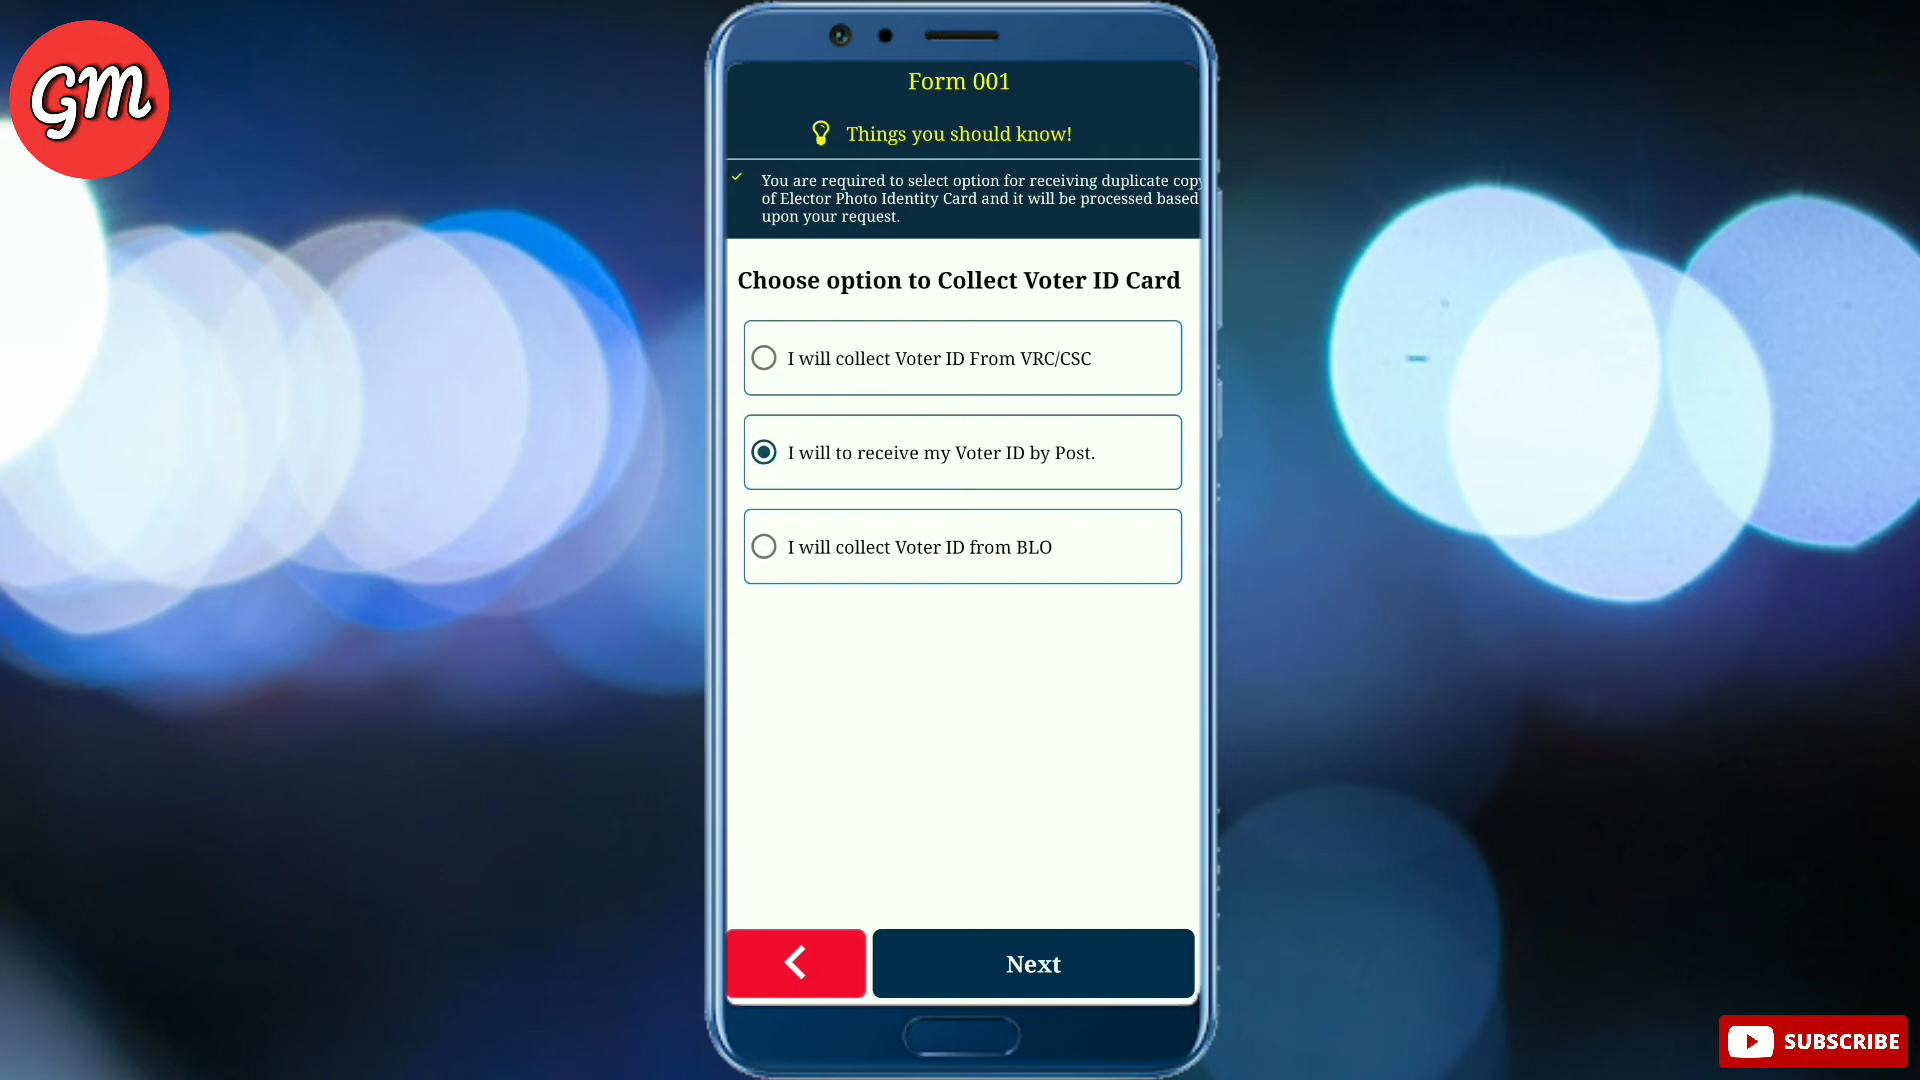 GM
Form 001
Things you should know!
You are required to select option for receiving duplicate copy
of Elector Photo Identity Card and it will be processed based
upon your request.
Choose option to Collect Voter ID Card
I will collect Voter ID From VRC/CSC
I will to receive my Voter ID by Post.
I will collect Voter ID from BLO
Next
SUBSCRIBE